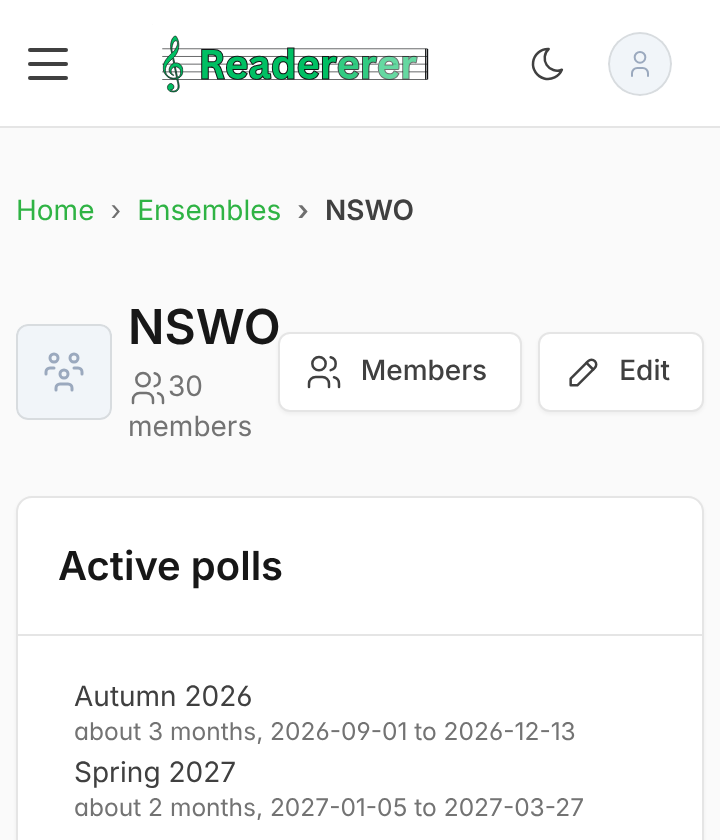 Readererer
Home › Ensembles › NSWO
NSWO
30
members
Members
Edit
Active polls
Autumn 2026
about 3 months, 2026-09-01 to 2026-12-13
Spring 2027
about 2 months, 2027-01-05 to 2027-03-27